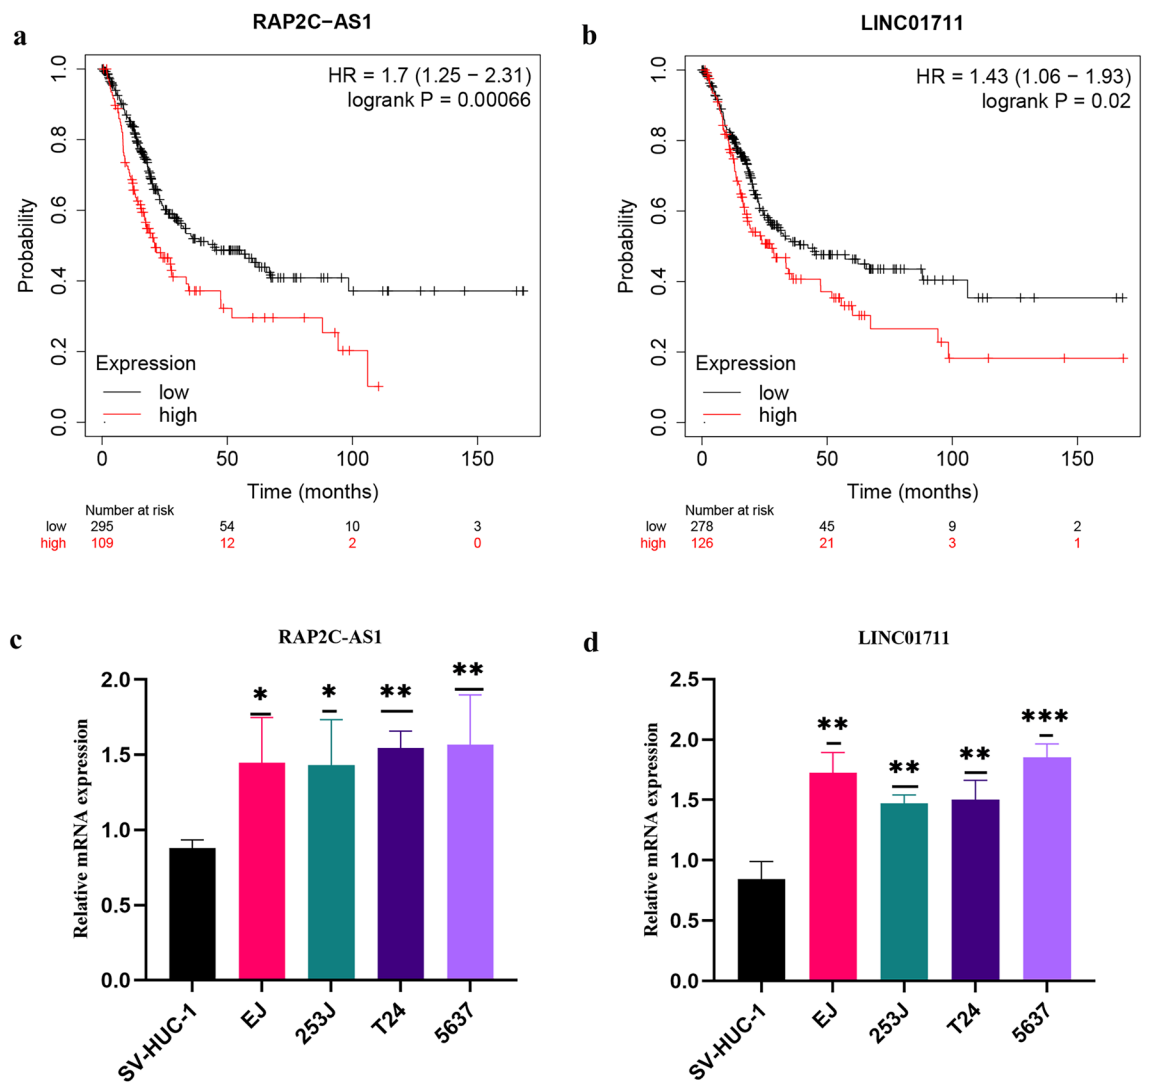 a
RAP2C−AS1
HR = 1.7 (1.25 − 2.31)
logrank P = 0.00066
Probability
1.0
0.8
0.6
0.4
0.2
0.0
Expression
low
high
0 50 100 150
Time (months)
Number at risk
low 295 54 10 3
high 109 12 2 0
b
LINC01711
HR = 1.43 (1.06 − 1.93)
logrank P = 0.02
Probability
1.0
0.8
0.6
0.4
0.2
0.0
Expression
low
high
0 50 100 150
Time (months)
Number at risk
low 278 45 9 2
high 126 21 3 1
c
RAP2C-AS1
Relative mRNA expression
2.0
1.5
1.0
0.5
0.0
* * ** **
SV-HUC-1 EJ 253J T24 5637
d
LINC01711
Relative mRNA expression
2.5
2.0
1.5
1.0
0.5
0.0
** ** ** ***
SV-HUC-1 EJ 253J T24 5637